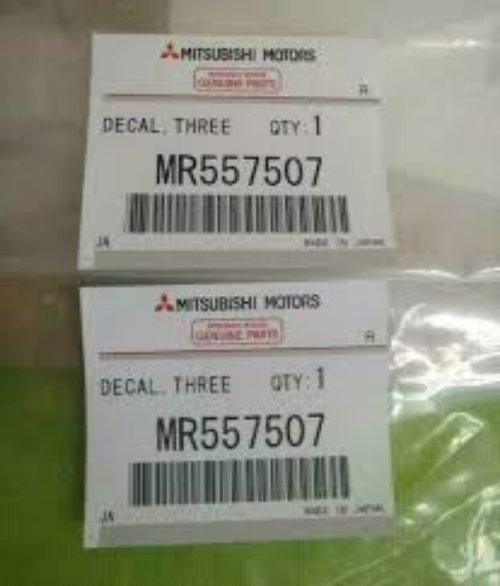 MITSUBISHI MOTORS
GENUINE PARTS
R
DECAL, THREE QTY:1
MR557507
JA MADE IN JAPAN
MITSUBISHI MOTORS
GENUINE PARTS
R
DECAL, THREE QTY:1
MR557507
JA MADE IN JAPAN